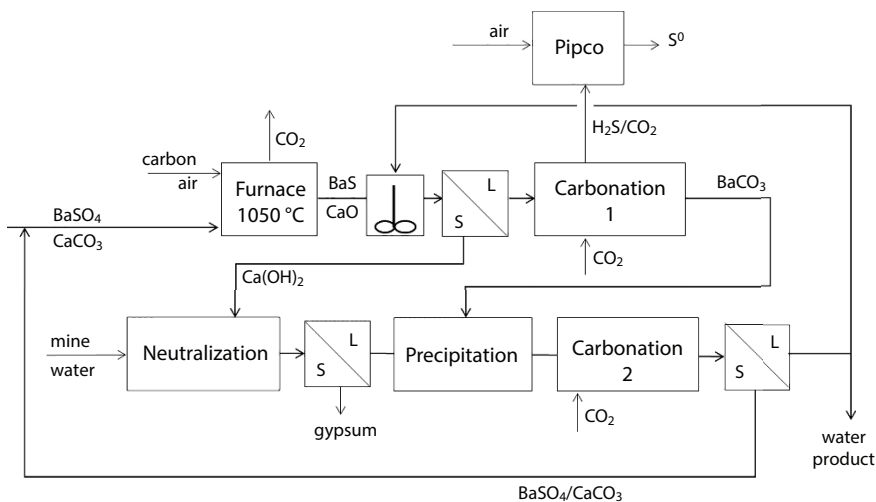 air
Pipco
S⁰
CO₂
H₂S/CO₂
carbon
air
Furnace
1050 °C
BaS
CaO
L
S
Carbonation
1
BaCO₃
BaSO₄
CaCO₃
CO₂
Ca(OH)₂
mine
water
Neutralization
L
S
Precipitation
Carbonation
2
L
S
CO₂
gypsum
water
product
BaSO₄/CaCO₃